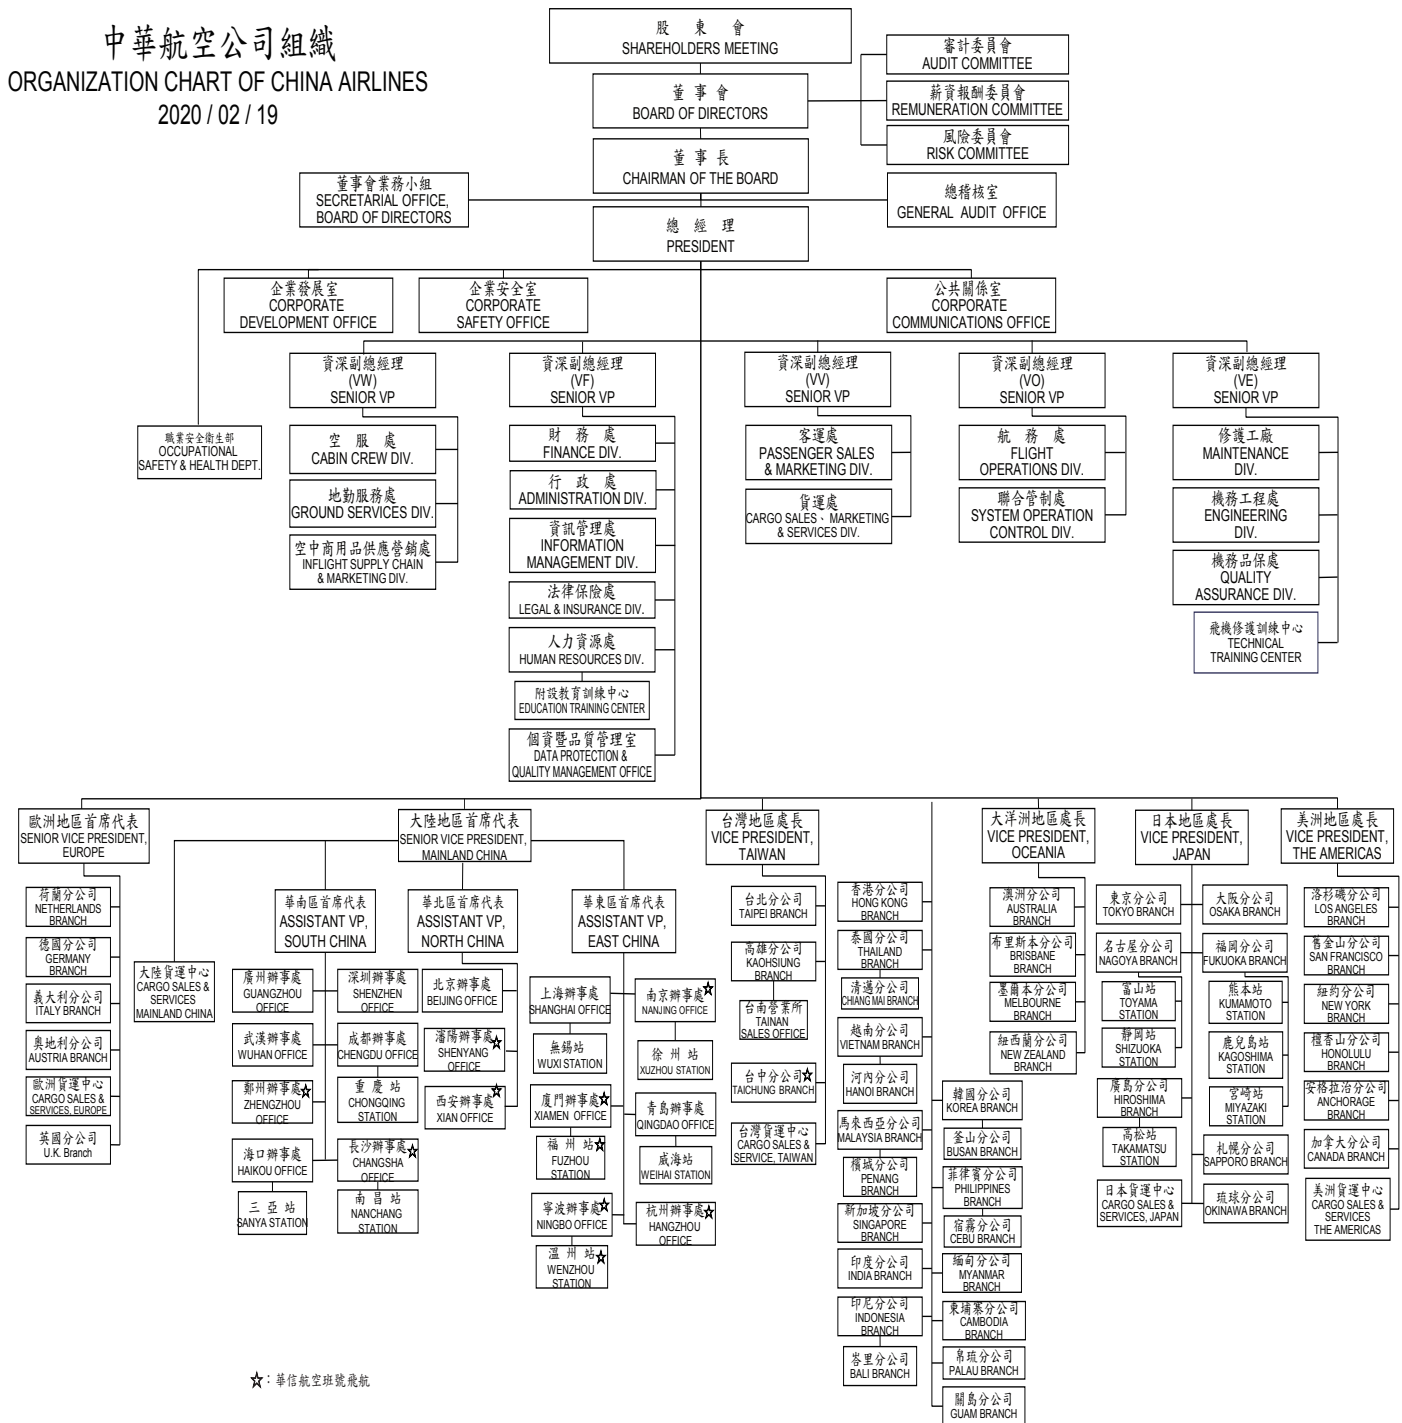 中華航空公司組織
ORGANIZATION CHART OF CHINA AIRLINES
2020 / 02 / 19
股 東 會
SHAREHOLDERS MEETING
董 事 會
BOARD OF DIRECTORS
審計委員會
AUDIT COMMITTEE
薪資報酬委員會
REMUNERATION COMMITTEE
風險委員會
RISK COMMITTEE
董 事 長
CHAIRMAN OF THE BOARD
董事會業務小組
SECRETARIAL OFFICE,
BOARD OF DIRECTORS
總稽核室
GENERAL AUDIT OFFICE
總 經 理
PRESIDENT
企業發展室
CORPORATE
DEVELOPMENT OFFICE
企業安全室
CORPORATE
SAFETY OFFICE
公共關係室
CORPORATE
COMMUNICATIONS OFFICE
職業安全衛生部
OCCUPATIONAL
SAFETY & HEALTH DEPT.
資深副總經理
(VW)
SENIOR VP
空 服 處
CABIN CREW DIV.
地勤服務處
GROUND SERVICES DIV.
空中商用品供應營銷處
INFLIGHT SUPPLY CHAIN
& MARKETING DIV.
資深副總經理
(VF)
SENIOR VP
財 務 處
FINANCE DIV.
行 政 處
ADMINISTRATION DIV.
資訊管理處
INFORMATION
MANAGEMENT DIV.
法律保險處
LEGAL & INSURANCE DIV.
人力資源處
HUMAN RESOURCES DIV.
附設教育訓練中心
EDUCATION TRAINING CENTER
個資暨品質管理室
DATA PROTECTION &
QUALITY MANAGEMENT OFFICE
資深副總經理
(VV)
SENIOR VP
客運處
PASSENGER SALES
& MARKETING DIV.
貨運處
CARGO SALES、MARKETING
& SERVICES DIV.
資深副總經理
(VO)
SENIOR VP
航 務 處
FLIGHT
OPERATIONS DIV.
聯合管制處
SYSTEM OPERATION
CONTROL DIV.
資深副總經理
(VE)
SENIOR VP
修護工廠
MAINTENANCE
DIV.
機務工程處
ENGINEERING
DIV.
機務品保處
QUALITY
ASSURANCE DIV.
飛機修護訓練中心
TECHNICAL
TRAINING CENTER
歐洲地區首席代表
SENIOR VICE PRESIDENT,
EUROPE
荷蘭分公司
NETHERLANDS
BRANCH
德國分公司
GERMANY
BRANCH
義大利分公司
ITALY BRANCH
奧地利分公司
AUSTRIA BRANCH
歐洲貨運中心
CARGO SALES &
SERVICES, EUROPE
英國分公司
U.K. Branch
大陸地區首席代表
SENIOR VICE PRESIDENT,
MAINLAND CHINA
大陸貨運中心
CARGO SALES &
SERVICES
MAINLAND CHINA
華南區首席代表
ASSISTANT VP,
SOUTH CHINA
廣州辦事處
GUANGZHOU
OFFICE
武漢辦事處
WUHAN OFFICE
鄭州辦事處☆
ZHENGZHOU
OFFICE
海口辦事處
HAIKOU OFFICE
三 亞 站
SANYA STATION
深圳辦事處
SHENZHEN
OFFICE
成都辦事處
CHENGDU OFFICE
重 慶 站
CHONGQING
STATION
長沙辦事處☆
CHANGSHA
OFFICE
南 昌 站
NANCHANG
STATION
華北區首席代表
ASSISTANT VP,
NORTH CHINA
北京辦事處
BEIJING OFFICE
瀋陽辦事處☆
SHENYANG
OFFICE
西安辦事處☆
XIAN OFFICE
華東區首席代表
ASSISTANT VP,
EAST CHINA
上海辦事處
SHANGHAI OFFICE
無錫站
WUXI STATION
廈門辦事處☆
XIAMEN OFFICE
福 州 站☆
FUZHOU
STATION
寧波辦事處☆
NINGBO OFFICE
溫 州 站☆
WENZHOU
STATION
南京辦事處☆
NANJING OFFICE
徐 州 站
XUZHOU STATION
青島辦事處
QINGDAO OFFICE
威海站
WEIHAI STATION
杭州辦事處☆
HANGZHOU
OFFICE
台灣地區處長
VICE PRESIDENT,
TAIWAN
台北分公司
TAIPEI BRANCH
高雄分公司
KAOHSIUNG
BRANCH
台南營業所
TAINAN
SALES OFFICE
台中分公司☆
TAICHUNG BRANCH
台灣貨運中心
CARGO SALES &
SERVICE, TAIWAN
香港分公司
HONG KONG
BRANCH
泰國分公司
THAILAND
BRANCH
清邁分公司
CHIANG MAI BRANCH
越南分公司
VIETNAM BRANCH
河內分公司
HANOI BRANCH
馬來西亞分公司
MALAYSIA BRANCH
檳城分公司
PENANG
BRANCH
新加坡分公司
SINGAPORE
BRANCH
印度分公司
INDIA BRANCH
印尼分公司
INDONESIA
BRANCH
峇里分公司
BALI BRANCH
韓國分公司
KOREA BRANCH
釜山分公司
BUSAN BRANCH
菲律賓分公司
PHILIPPINES
BRANCH
宿霧分公司
CEBU BRANCH
緬甸分公司
MYANMAR
BRANCH
柬埔寨分公司
CAMBODIA
BRANCH
帛琉分公司
PALAU BRANCH
關島分公司
GUAM BRANCH
大洋洲地區處長
VICE PRESIDENT,
OCEANIA
澳洲分公司
AUSTRALIA
BRANCH
布里斯本分公司
BRISBANE
BRANCH
墨爾本分公司
MELBOURNE
BRANCH
紐西蘭分公司
NEW ZEALAND
BRANCH
日本地區處長
VICE PRESIDENT,
JAPAN
東京分公司
TOKYO BRANCH
名古屋分公司
NAGOYA BRANCH
富山站
TOYAMA
STATION
靜岡站
SHIZUOKA
STATION
廣島分公司
HIROSHIMA
BRANCH
高松站
TAKAMATSU
STATION
日本貨運中心
CARGO SALES &
SERVICES, JAPAN
大阪分公司
OSAKA BRANCH
福岡分公司
FUKUOKA BRANCH
熊本站
KUMAMOTO
STATION
鹿兒島站
KAGOSHIMA
STATION
宮崎站
MIYAZAKI
STATION
札幌分公司
SAPPORO BRANCH
琉球分公司
OKINAWA BRANCH
美洲地區處長
VICE PRESIDENT,
THE AMERICAS
洛杉磯分公司
LOS ANGELES
BRANCH
舊金山分公司
SAN FRANCISCO
BRANCH
紐約分公司
NEW YORK
BRANCH
檀香山分公司
HONOLULU
BRANCH
安格拉治分公司
ANCHORAGE
BRANCH
加拿大分公司
CANADA BRANCH
美洲貨運中心
CARGO SALES &
SERVICES
THE AMERICAS
☆：華信航空班號飛航